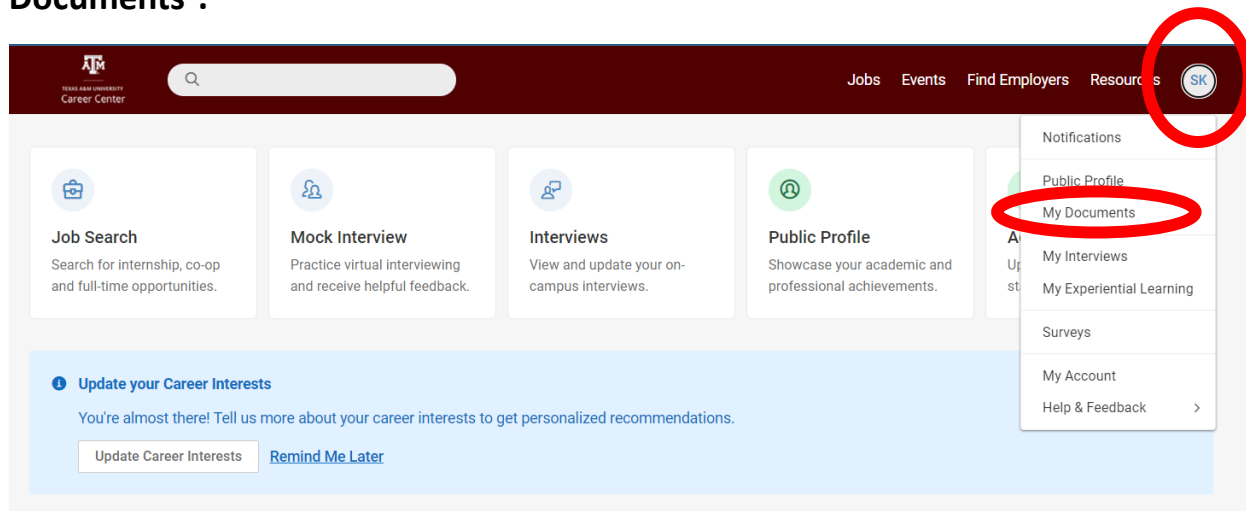 Documents".
TEXAS A&M UNIVERSITY
Career Center
Jobs Events Find Employers Resources SK
Notifications
Public Profile
My Documents
My Interviews
My Experiential Learning
Surveys
My Account
Help & Feedback
Job Search
Search for internship, co-op
and full-time opportunities.
Mock Interview
Practice virtual interviewing
and receive helpful feedback.
Interviews
View and update your on-
campus interviews.
Public Profile
Showcase your academic and
professional achievements.
Update your Career Interests
You're almost there! Tell us more about your career interests to get personalized recommendations.
Update Career Interests Remind Me Later